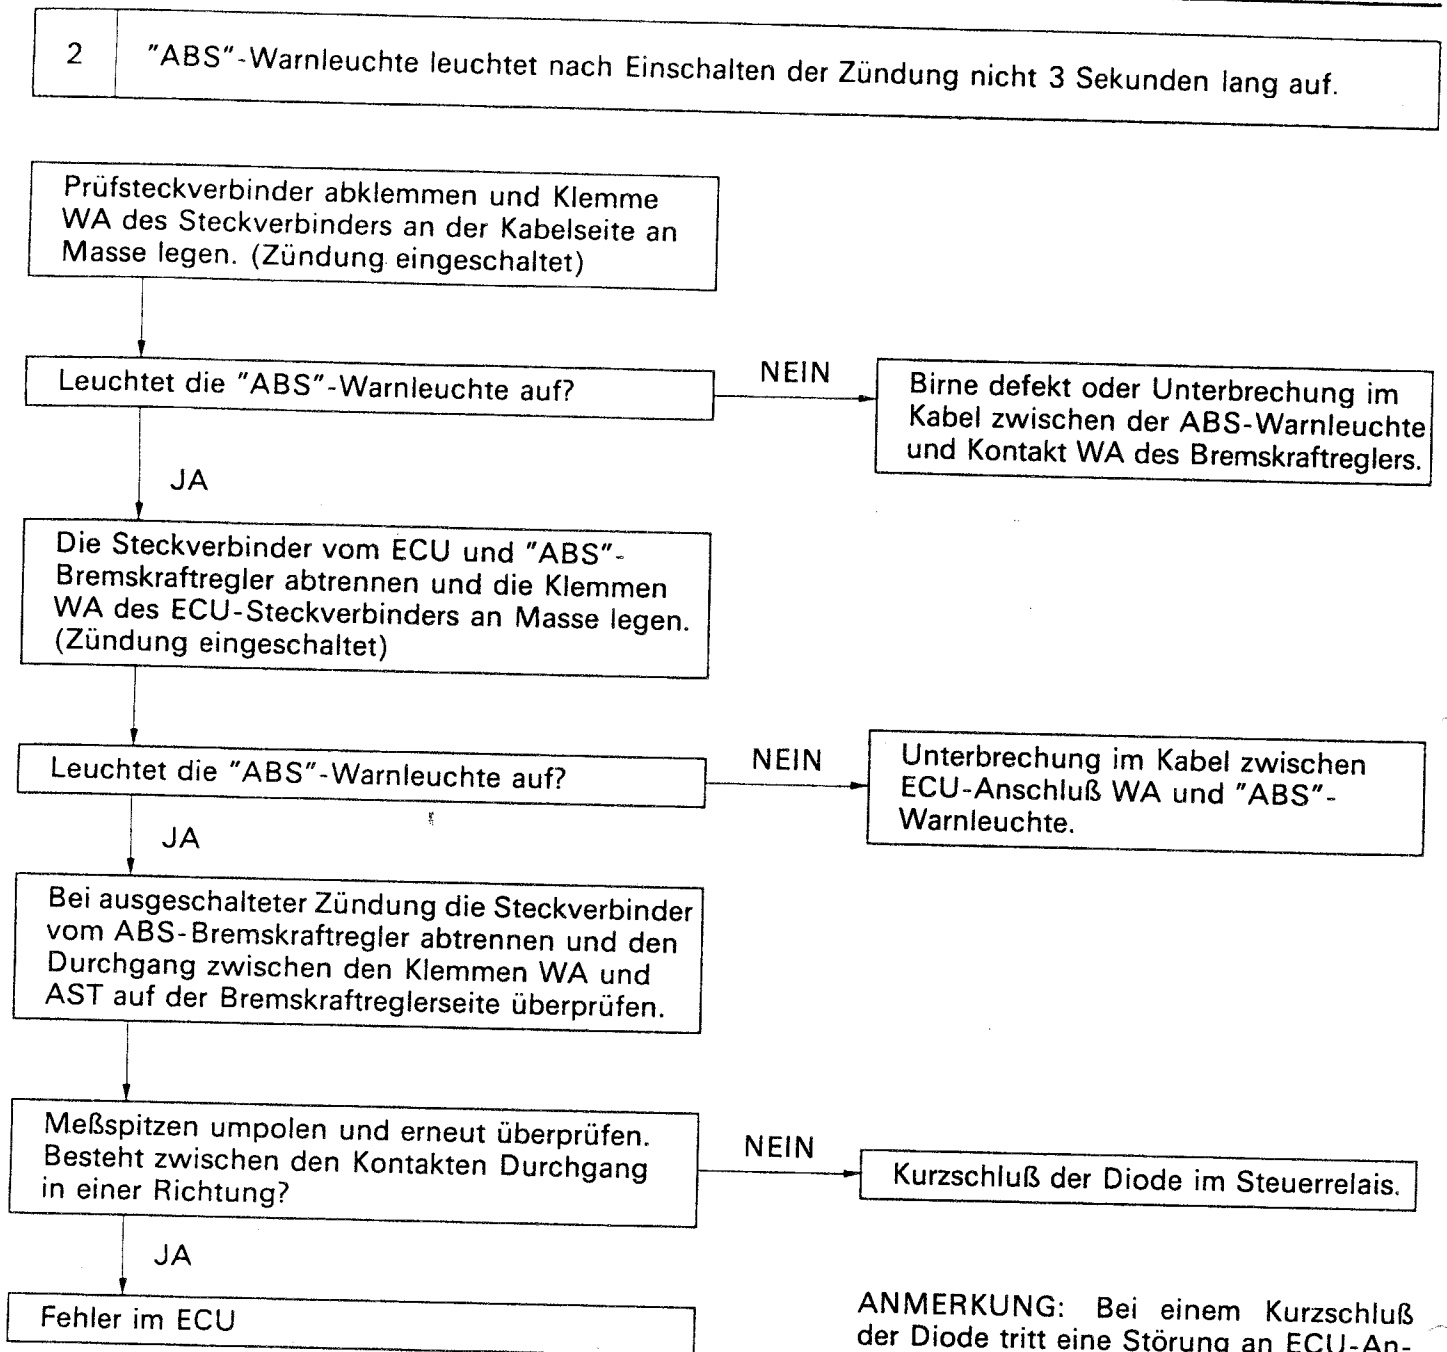 2 "ABS"-Warnleuchte leuchtet nach Einschalten der Zündung nicht 3 Sekunden lang auf.
Prüfsteckverbinder abklemmen und Klemme
WA des Steckverbinders an der Kabelseite an
Masse legen. (Zündung eingeschaltet)
Leuchtet die "ABS"-Warnleuchte auf?
NEIN
Birne defekt oder Unterbrechung im
Kabel zwischen der ABS-Warnleuchte
und Kontakt WA des Bremskraftreglers.
JA
Die Steckverbinder vom ECU und "ABS"-
Bremskraftregler abtrennen und die Klemmen
WA des ECU-Steckverbinders an Masse legen.
(Zündung eingeschaltet)
Leuchtet die "ABS"-Warnleuchte auf?
NEIN
Unterbrechung im Kabel zwischen
ECU-Anschluß WA und "ABS"-
Warnleuchte.
JA
Bei ausgeschalteter Zündung die Steckverbinder
vom ABS-Bremskraftregler abtrennen und den
Durchgang zwischen den Klemmen WA und
AST auf der Bremskraftreglerseite überprüfen.
Meßspitzen umpolen und erneut überprüfen.
Besteht zwischen den Kontakten Durchgang
in einer Richtung?
NEIN
Kurzschluß der Diode im Steuerrelais.
JA
Fehler im ECU
ANMERKUNG: Bei einem Kurzschluß
der Diode tritt eine Störung an ECU-An-